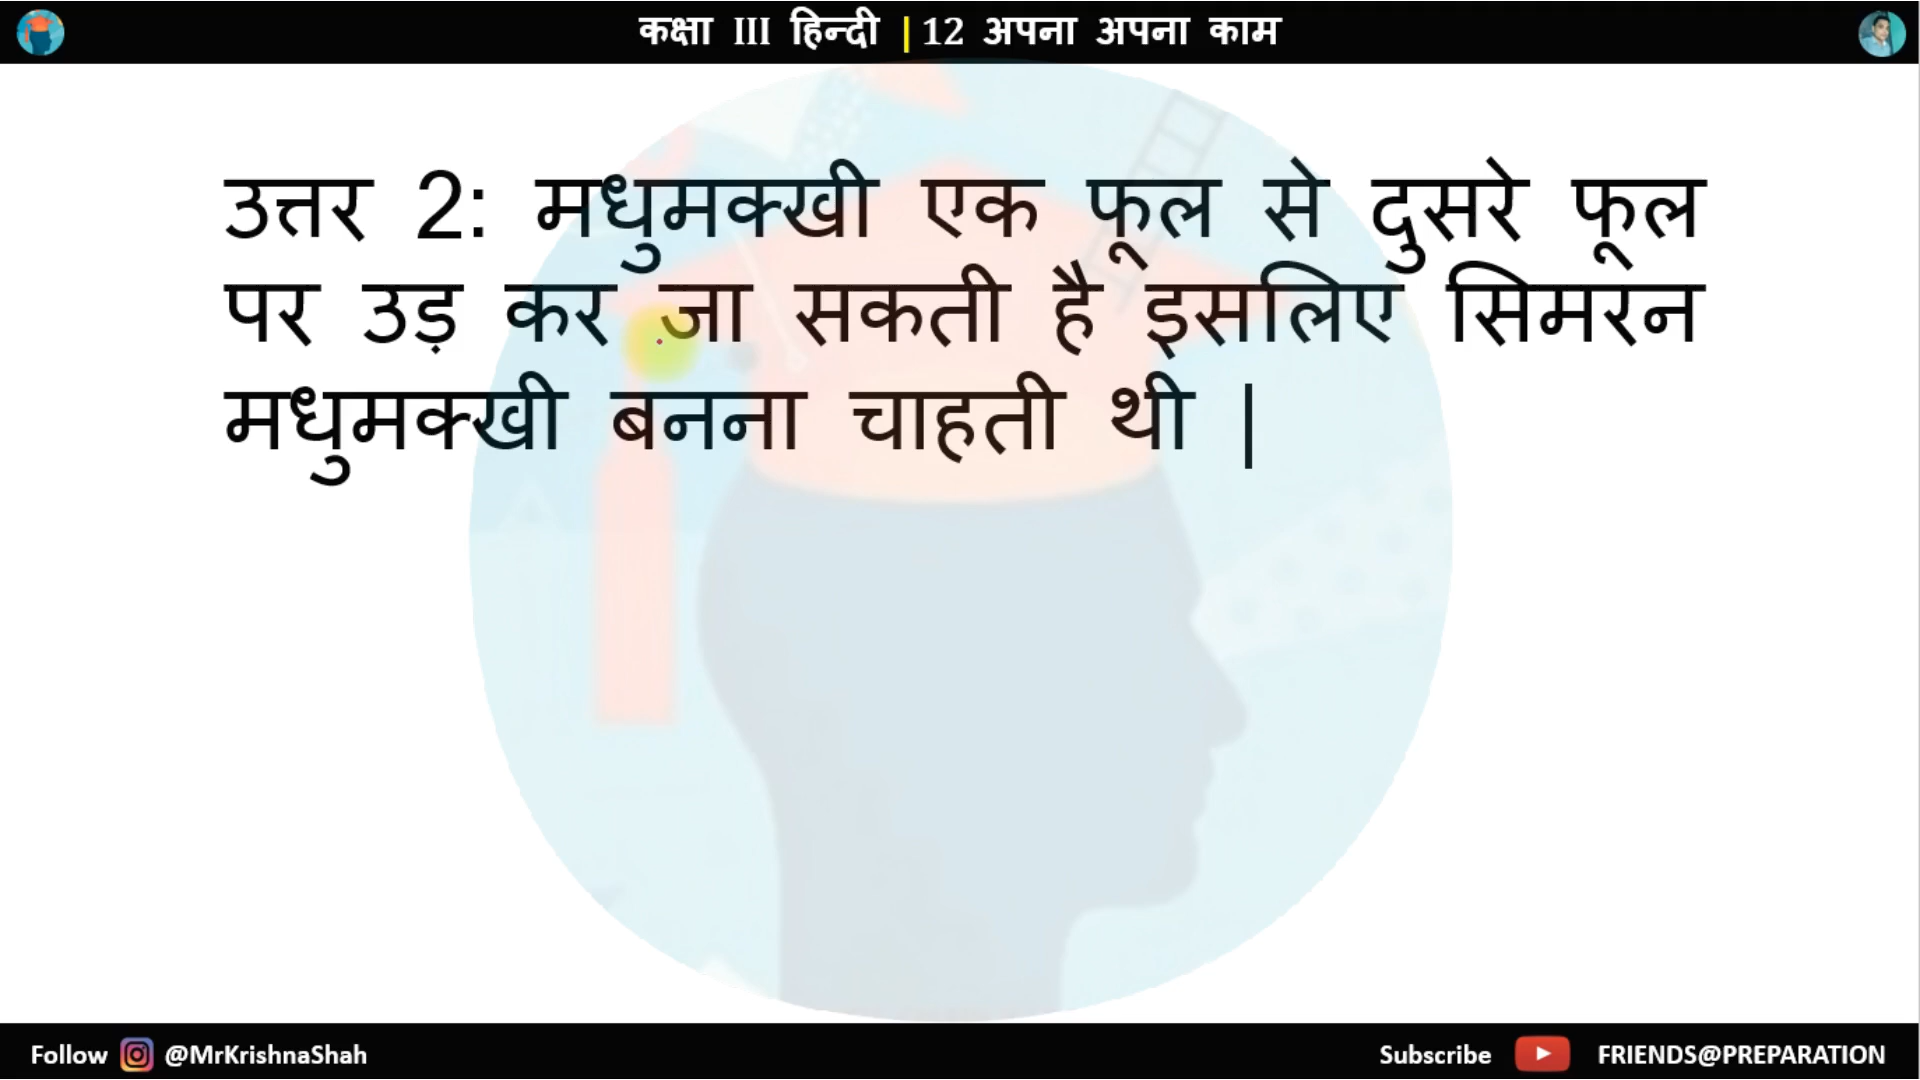 कक्षा III हिन्दी | 12 अपना अपना काम
उत्तर 2: मधुमक्खी एक फूल से दुसरे फूल
पर उड़ कर जा सकती है इसलिए सिमरन
मधुमक्खी बनना चाहती थी |
Follow @MrKrishnaShah
Subscribe FRIENDS@PREPARATION